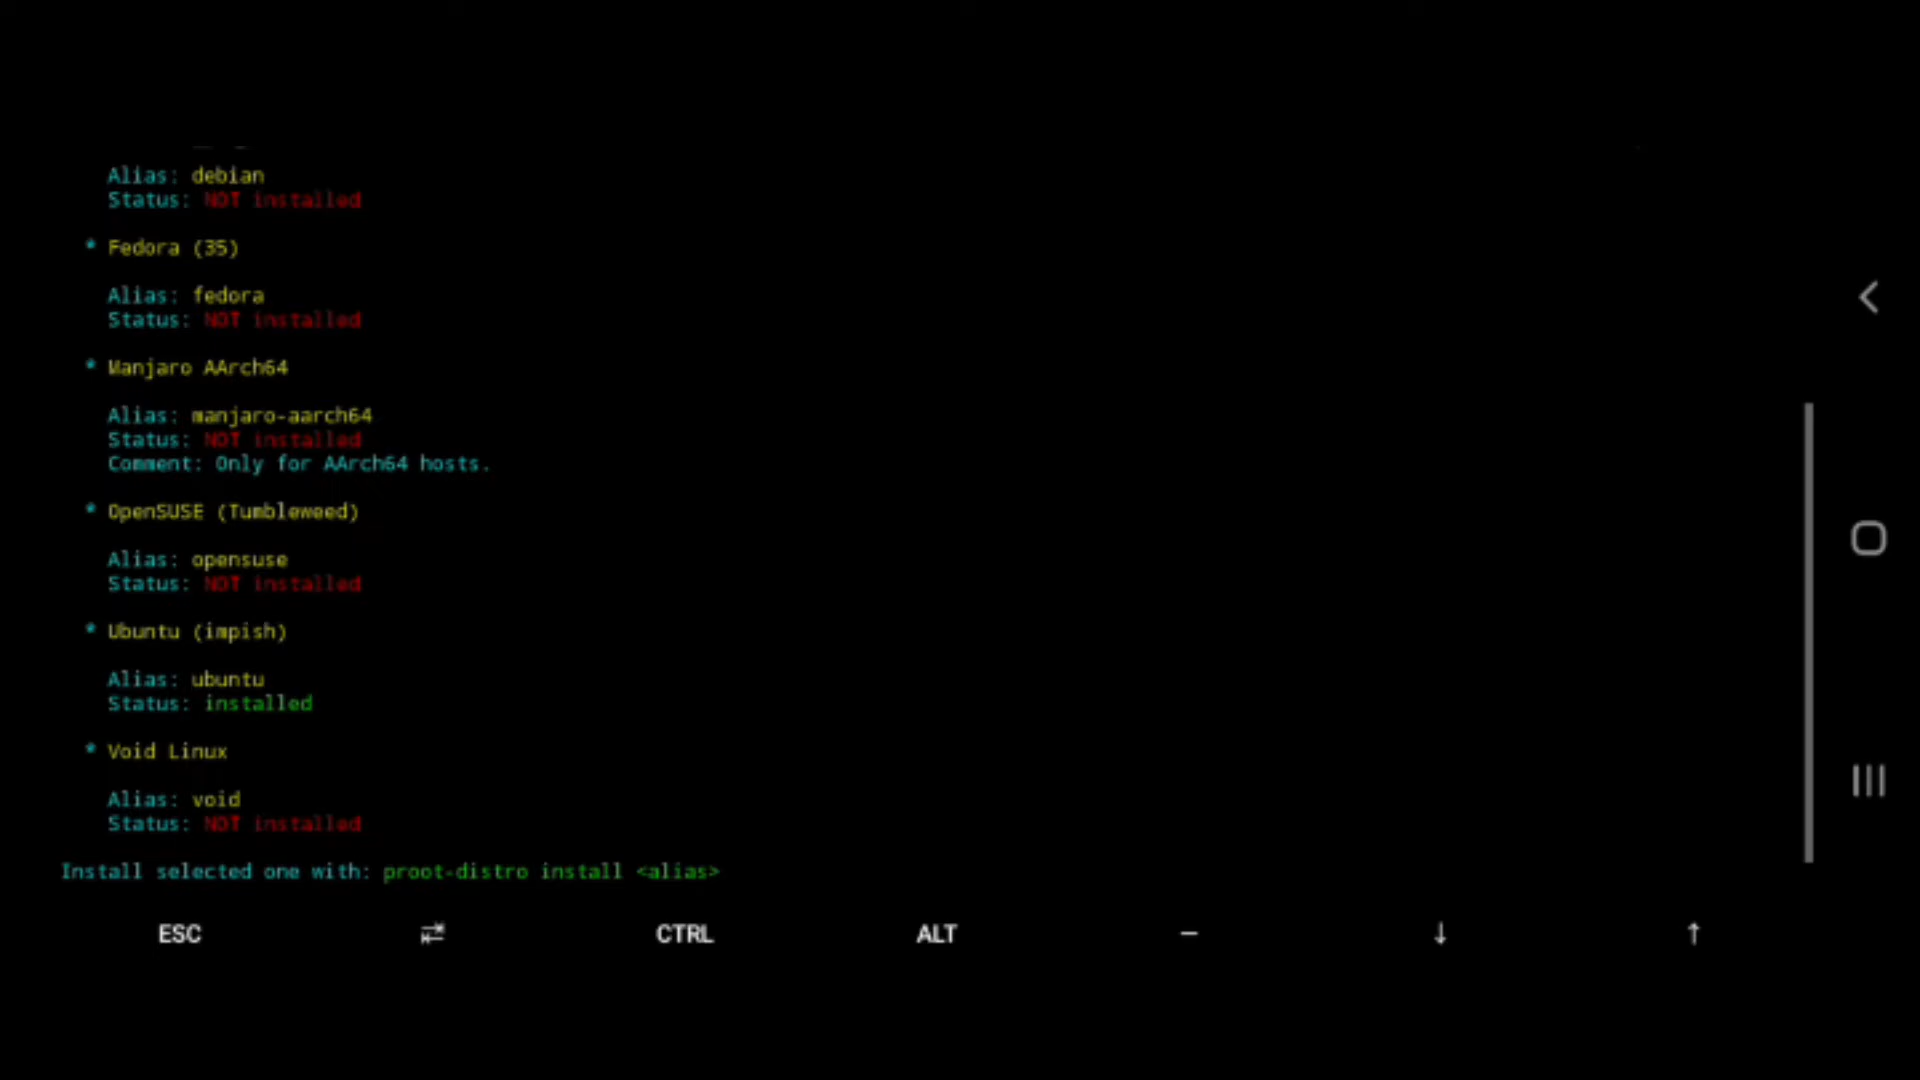 Alias: debian
Status: NOT installed
* Fedora (35)
Alias: fedora
Status: NOT installed
* Manjaro AArch64
Alias: manjaro-aarch64
Status: NOT installed
Comment: Only for AArch64 hosts.
* OpenSUSE (Tumbleweed)
Alias: opensuse
Status: NOT installed
* Ubuntu (impish)
Alias: ubuntu
Status: installed
* Void Linux
Alias: void
Status: NOT installed
Install selected one with: proot-distro install <alias>
ESC CTRL ALT — ↓ ↑